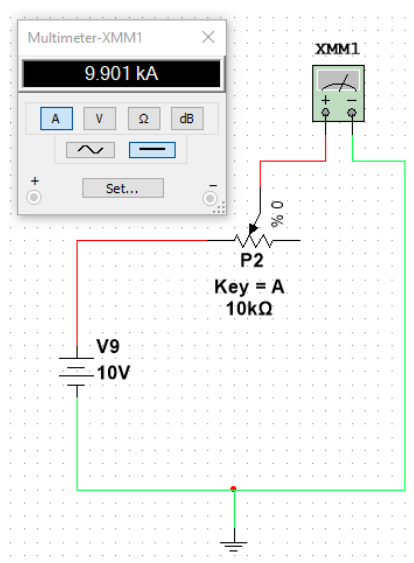 Multimeter-XMM1
9.901 kA
A V Ω dB
+ Set... −
XMM1
+ −
0 %
P2
Key = A
10kΩ
V9
10V